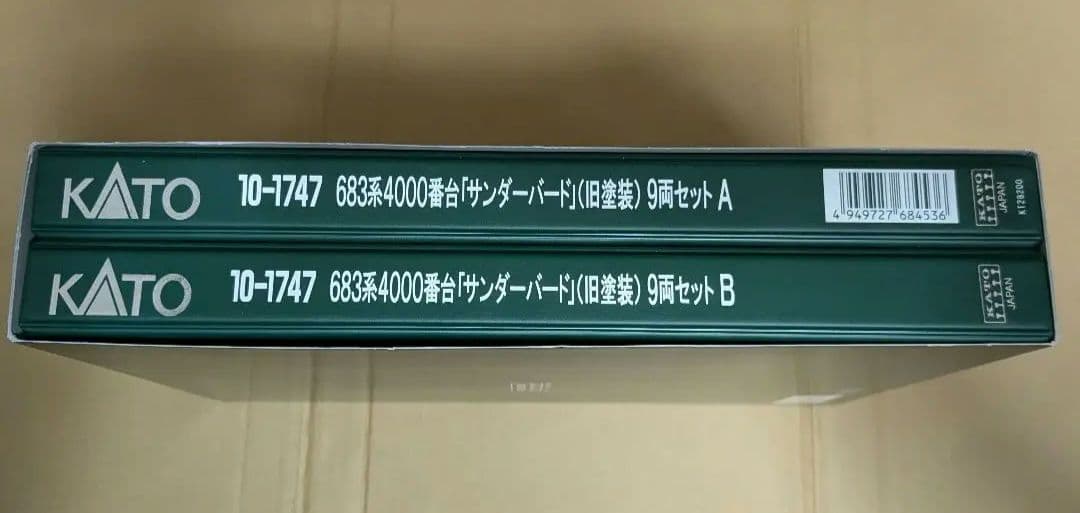 KATO 10-1747 683系4000番台「サンダーバード」(旧塗装) 9両セット A
4 949727 684536
KATO
JAPAN
KT28200
KATO 10-1747 683系4000番台「サンダーバード」(旧塗装) 9両セット B
KATO
JAPAN